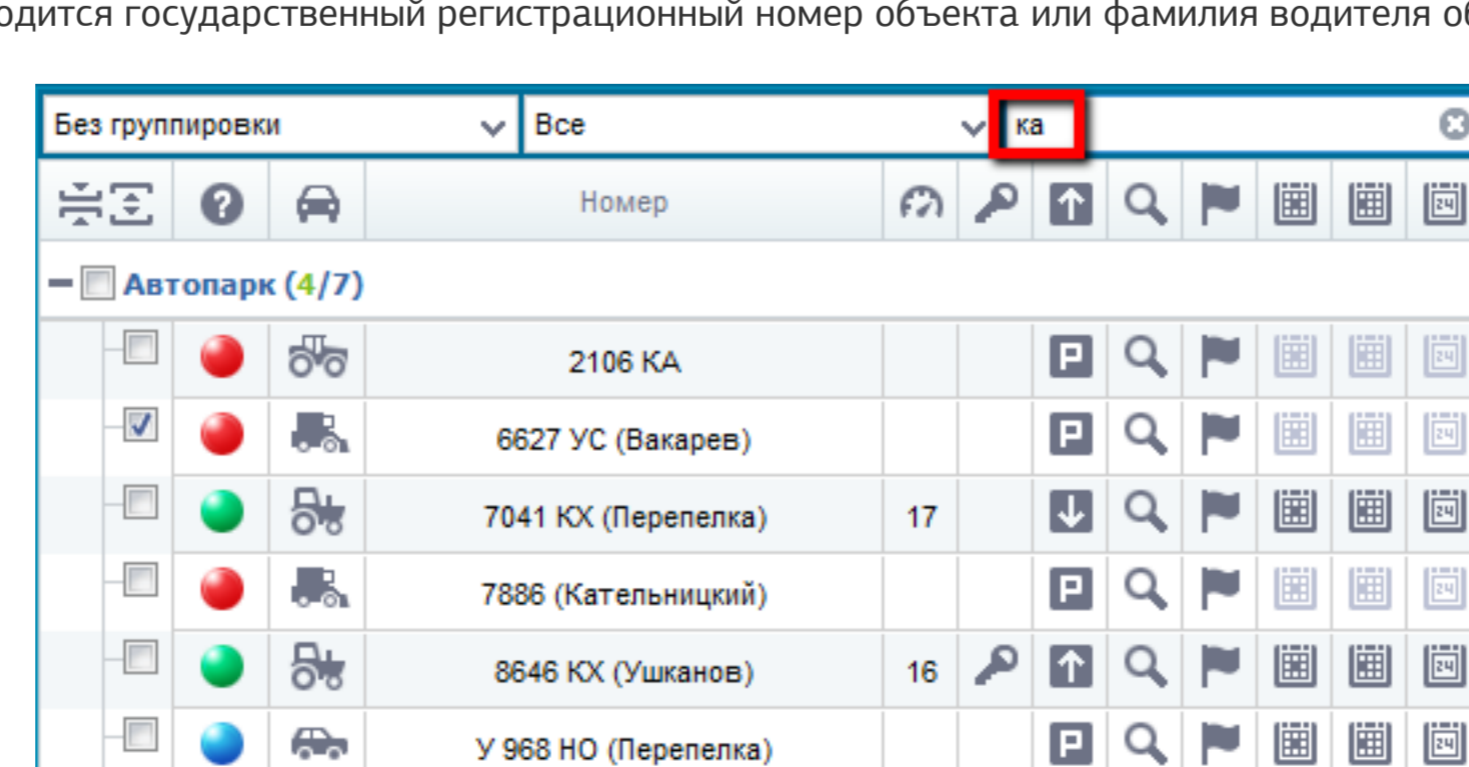 одится государственный регистрационный номер объекта или фамилия водителя об
Без группировки Все ка
Номер
Автопарк (4/7)
2106 КА
6627 УС (Вакарев)
7041 КХ (Перепелка) 17
7886 (Кательницкий)
8646 КХ (Ушканов) 16
У 968 НО (Перепелка)